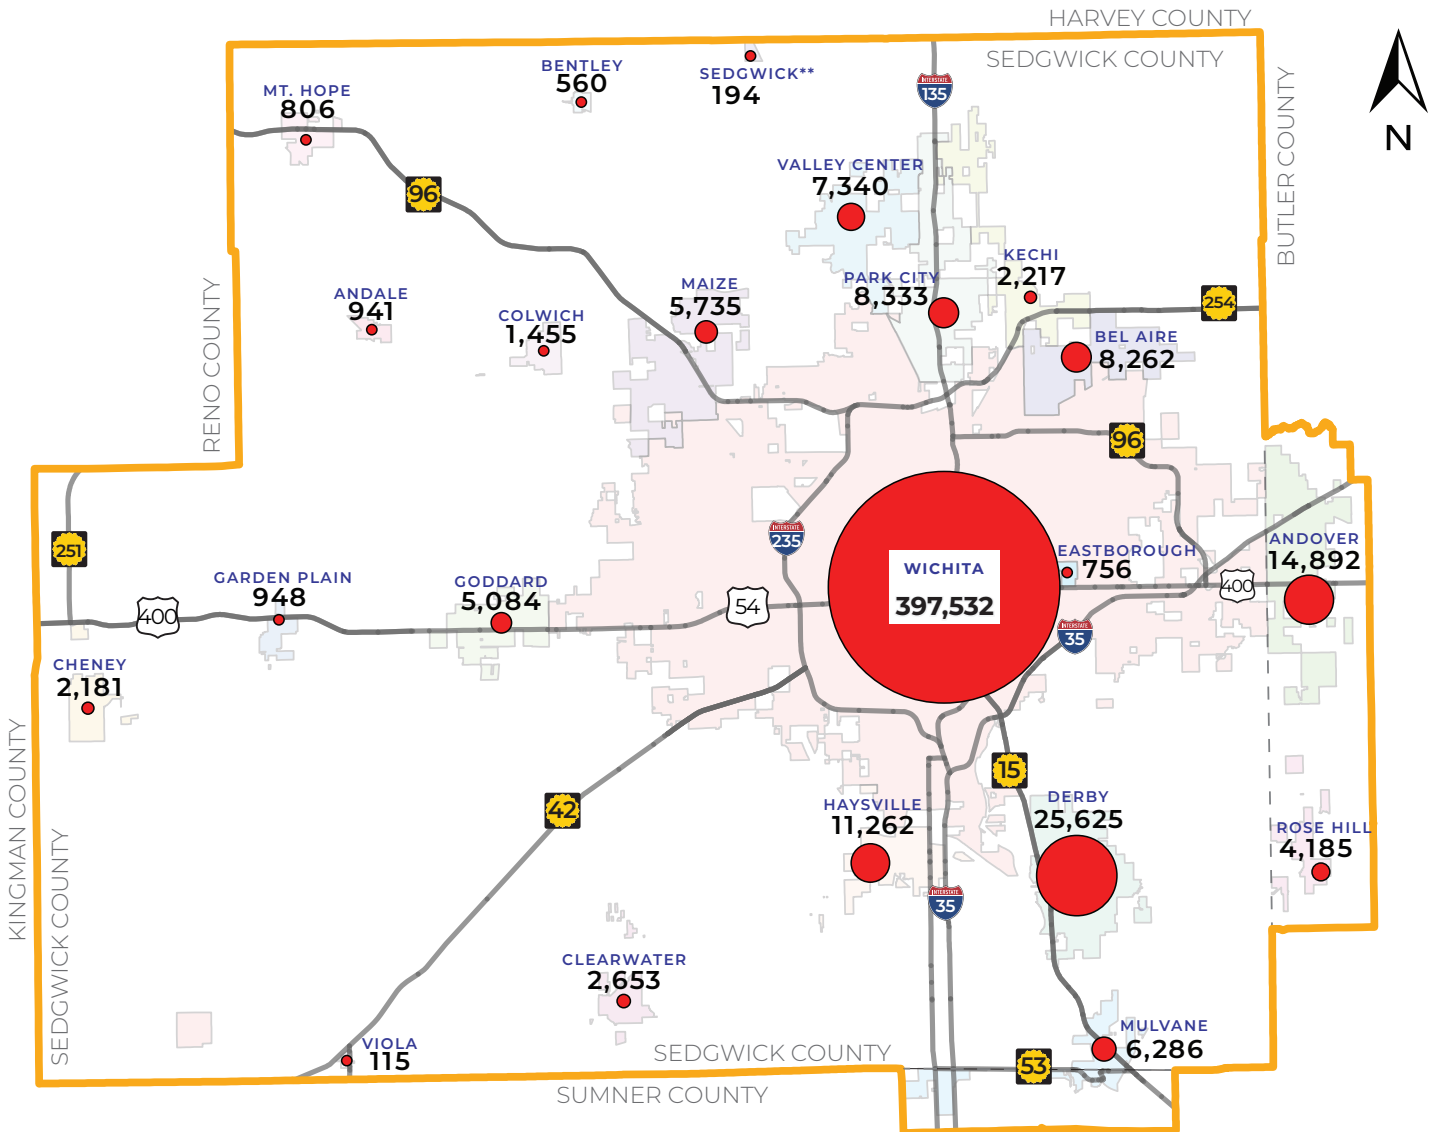 HARVEY COUNTY
SEDGWICK COUNTY
BUTLER COUNTY
N
MT. HOPE
806
BENTLEY
560
SEDGWICK**
194
INTERSTATE
135
96
VALLEY CENTER
7,340
KECHI
2,217
PARK CITY
8,333
254
RENO COUNTY
ANDALE
941
COLWICH
1,455
MAIZE
5,735
BEL AIRE
8,262
96
251
INTERSTATE
235
WICHITA
397,532
EASTBOROUGH
756
ANDOVER
14,892
400
GARDEN PLAIN
948
GODDARD
5,084
54
400
INTERSTATE
35
CHENEY
2,181
KINGMAN COUNTY
SEDGWICK COUNTY
42
15
HAYSVILLE
11,262
DERBY
25,625
ROSE HILL
4,185
INTERSTATE
35
CLEARWATER
2,653
VIOLA
115
SEDGWICK COUNTY
SUMNER COUNTY
53
MULVANE
6,286